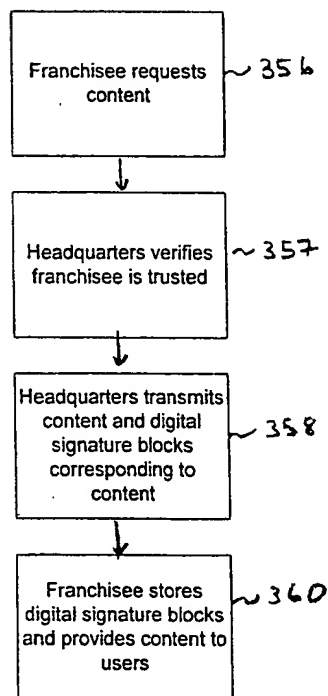 Franchisee requests
content
356
Headquarters verifies
franchisee is trusted
357
Headquarters transmits
content and digital
signature blocks
corresponding to
content
358
Franchisee stores
digital signature blocks
and provides content to
users
360